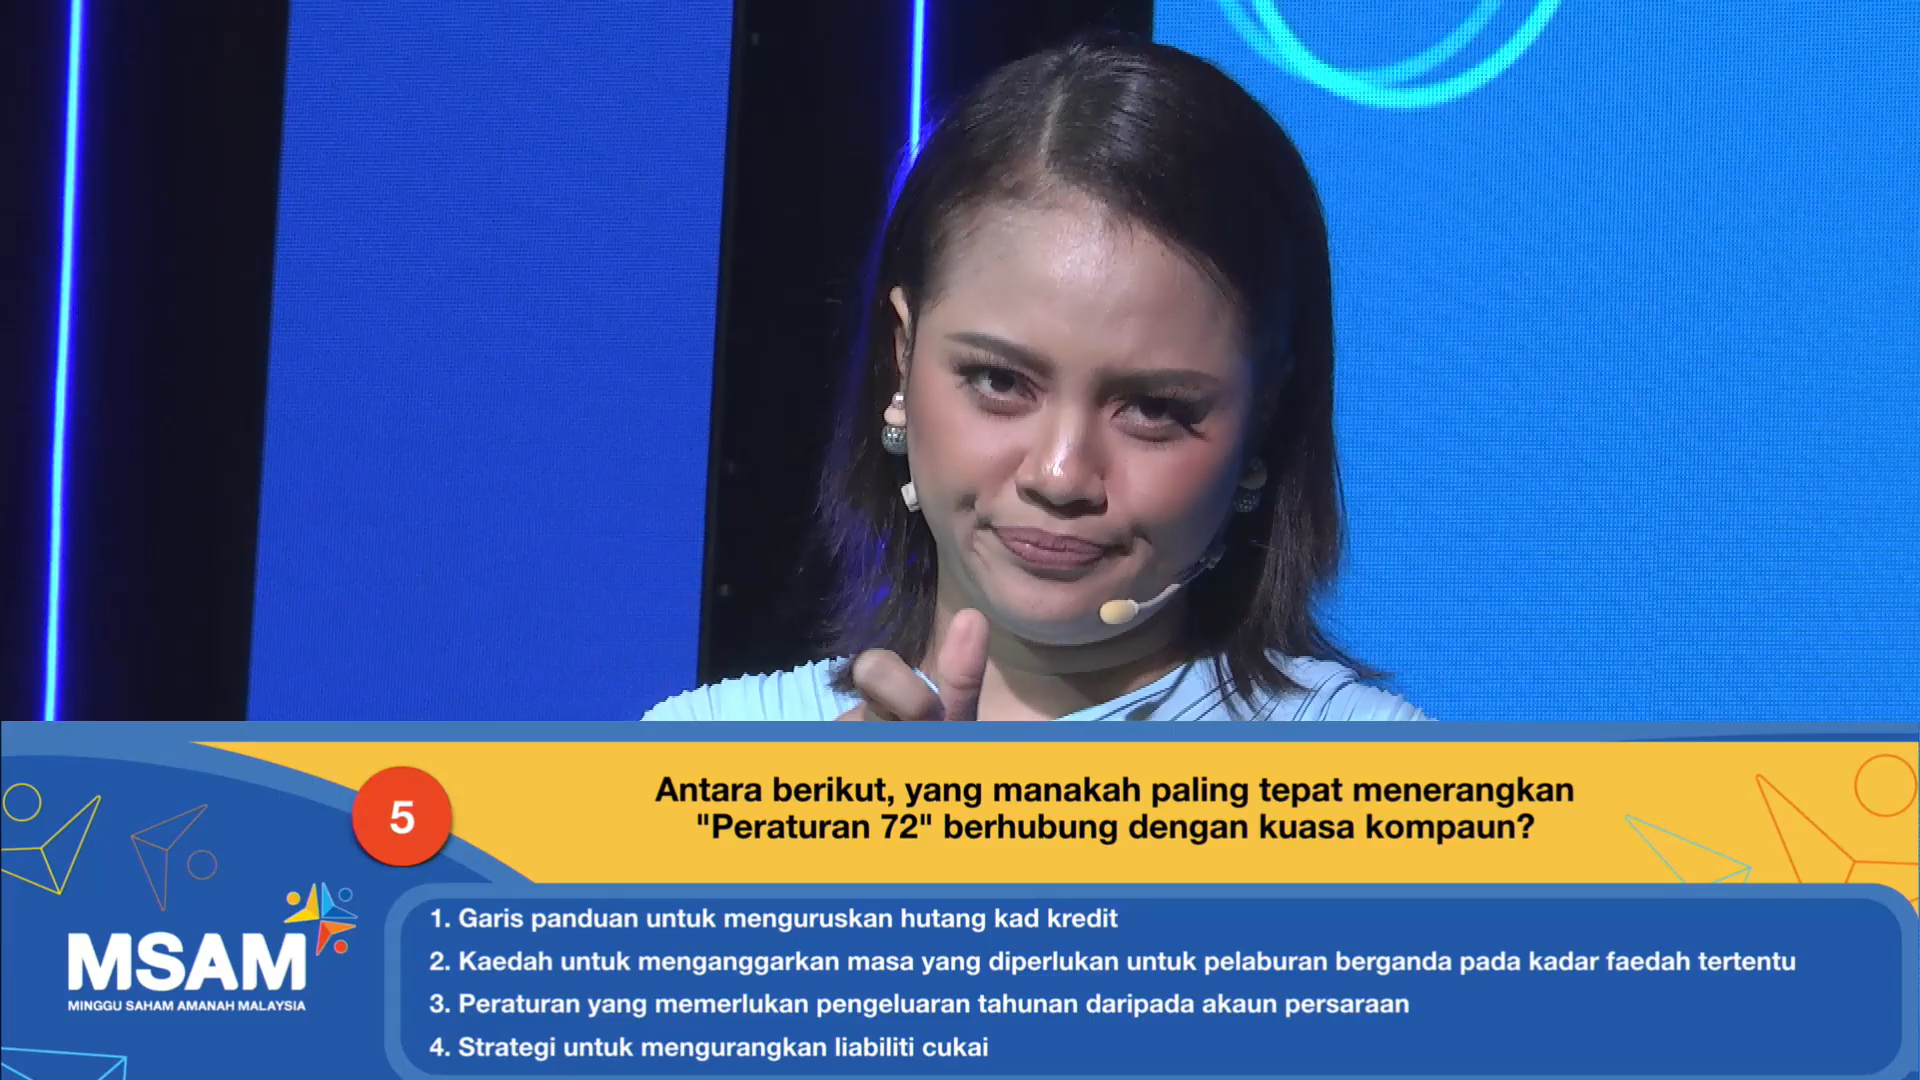 5
Antara berikut, yang manakah paling tepat menerangkan
"Peraturan 72" berhubung dengan kuasa kompaun?
1. Garis panduan untuk menguruskan hutang kad kredit
2. Kaedah untuk menganggarkan masa yang diperlukan untuk pelaburan berganda pada kadar faedah tertentu
3. Peraturan yang memerlukan pengeluaran tahunan daripada akaun persaraan
4. Strategi untuk mengurangkan liabiliti cukai
MSAM
MINGGU SAHAM AMANAH MALAYSIA